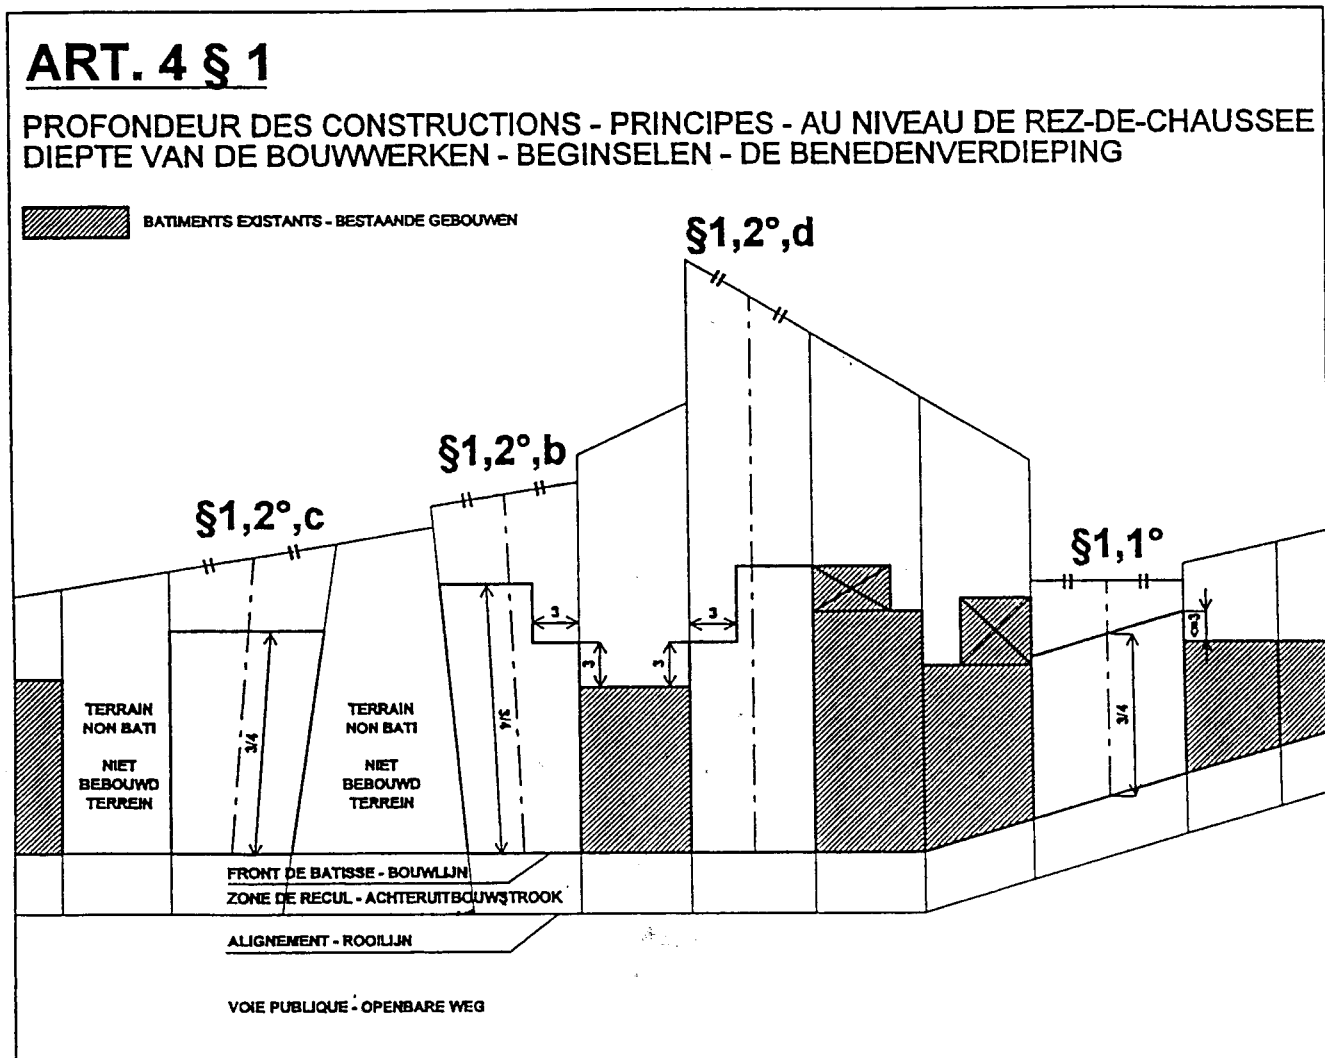 ART. 4 § 1
PROFONDEUR DES CONSTRUCTIONS - PRINCIPES - AU NIVEAU DE REZ-DE-CHAUSSEE
DIEPTE VAN DE BOUWWERKEN - BEGINSELEN - DE BENEDENVERDIEPING
BATIMENTS EXISTANTS - BESTAANDE GEBOUWEN
§1,2°,d
§1,2°,b
§1,2°,c
§1,1°
3
3
3
3
<=3
3/4
3/4
3/4
TERRAIN
NON BATI
NIET
BEBOUWD
TERREIN
TERRAIN
NON BATI
NIET
BEBOUWD
TERREIN
FRONT DE BATISSE - BOUWLIJN
ZONE DE RECUL - ACHTERUITBOUWSTROOK
ALIGNEMENT - ROOILIJN
VOIE PUBLIQUE - OPENBARE WEG